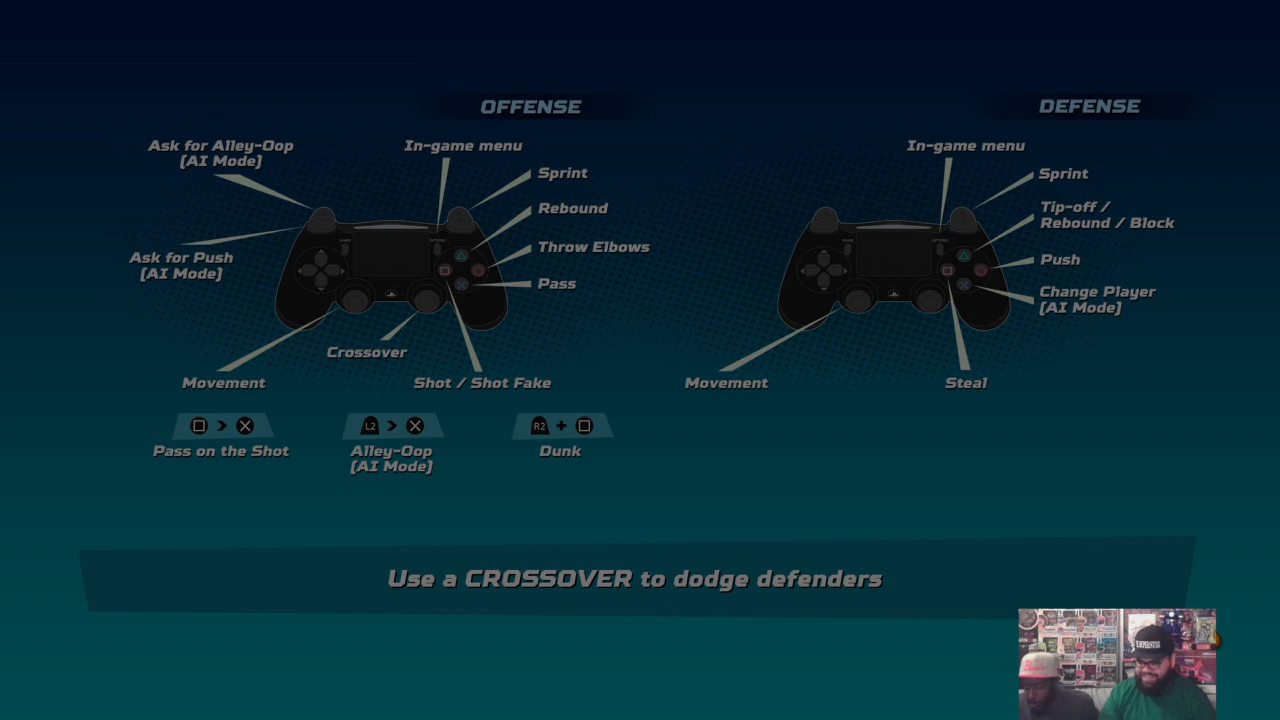 OFFENSE
Ask for Alley-Oop
[AI Mode]
In-game menu
Sprint
Rebound
Throw Elbows
Pass
Ask for Push
[AI Mode]
Crossover
Movement
Shot / Shot Fake
Pass on the Shot
L2
Alley-Oop
[AI Mode]
R2 +
Dunk
DEFENSE
In-game menu
Sprint
Tip-off /
Rebound / Block
Push
Change Player
[AI Mode]
Movement
Steal
Use a CROSSOVER to dodge defenders